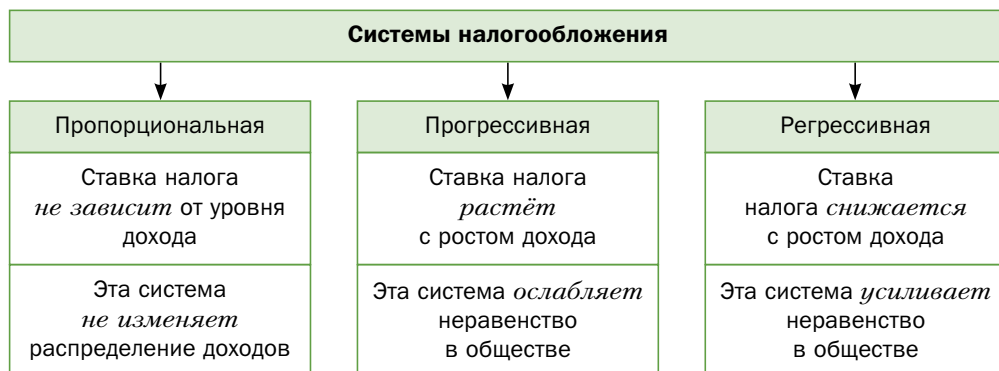 Системы налогообложения
Пропорциональная
Ставка налога
не зависит от уровня
дохода
Эта система
не изменяет
распределение доходов
Прогрессивная
Ставка налога
растёт
с ростом дохода
Эта система ослабляет
неравенство
в обществе
Регрессивная
Ставка
налога снижается
с ростом дохода
Эта система усиливает
неравенство
в обществе